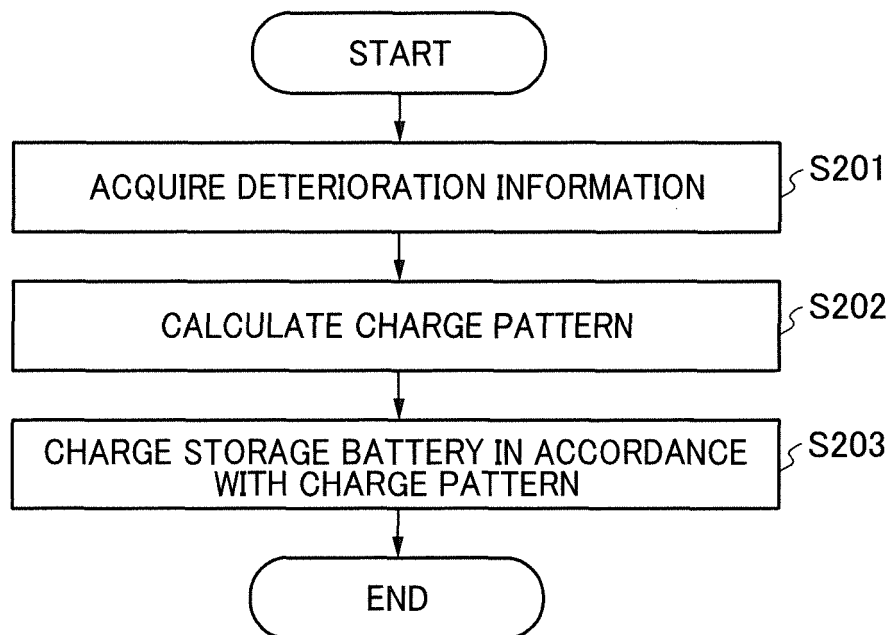 START
ACQUIRE DETERIORATION INFORMATION
S201
CALCULATE CHARGE PATTERN
S202
CHARGE STORAGE BATTERY IN ACCORDANCE
WITH CHARGE PATTERN
S203
END